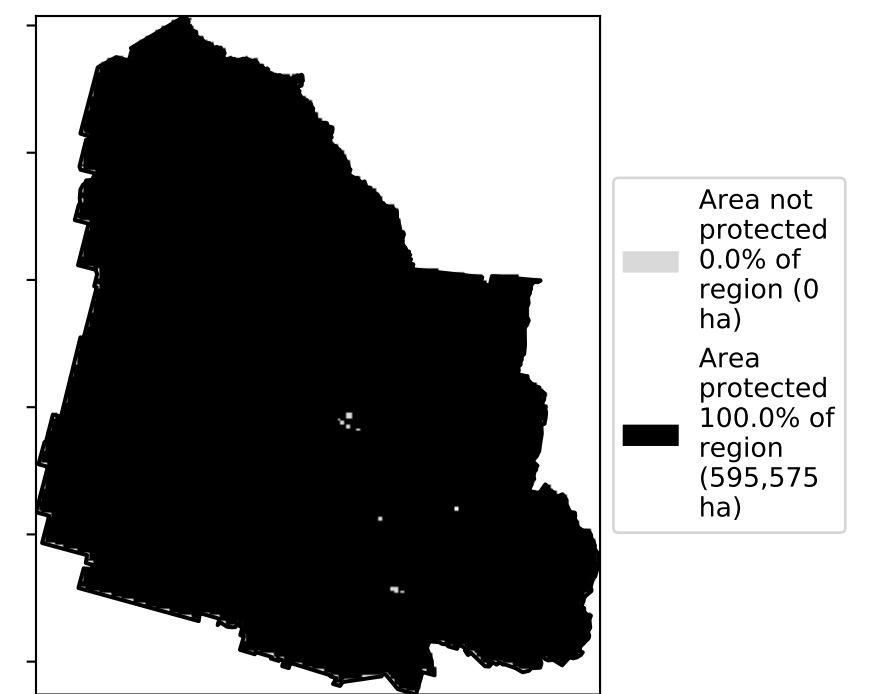 Area not
protected
0.0% of
region (0
ha)
Area
protected
100.0% of
region
(595,575
ha)